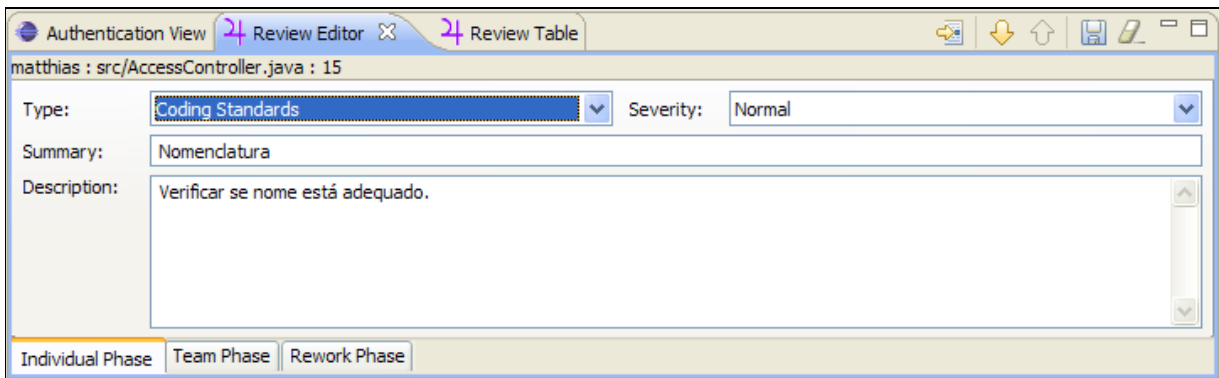 Authentication View Review Editor Review Table
matthias : src/AccessController.java : 15
Type: Coding Standards Severity: Normal
Summary: Nomenclatura
Description: Verificar se nome está adequado.
Individual Phase Team Phase Rework Phase